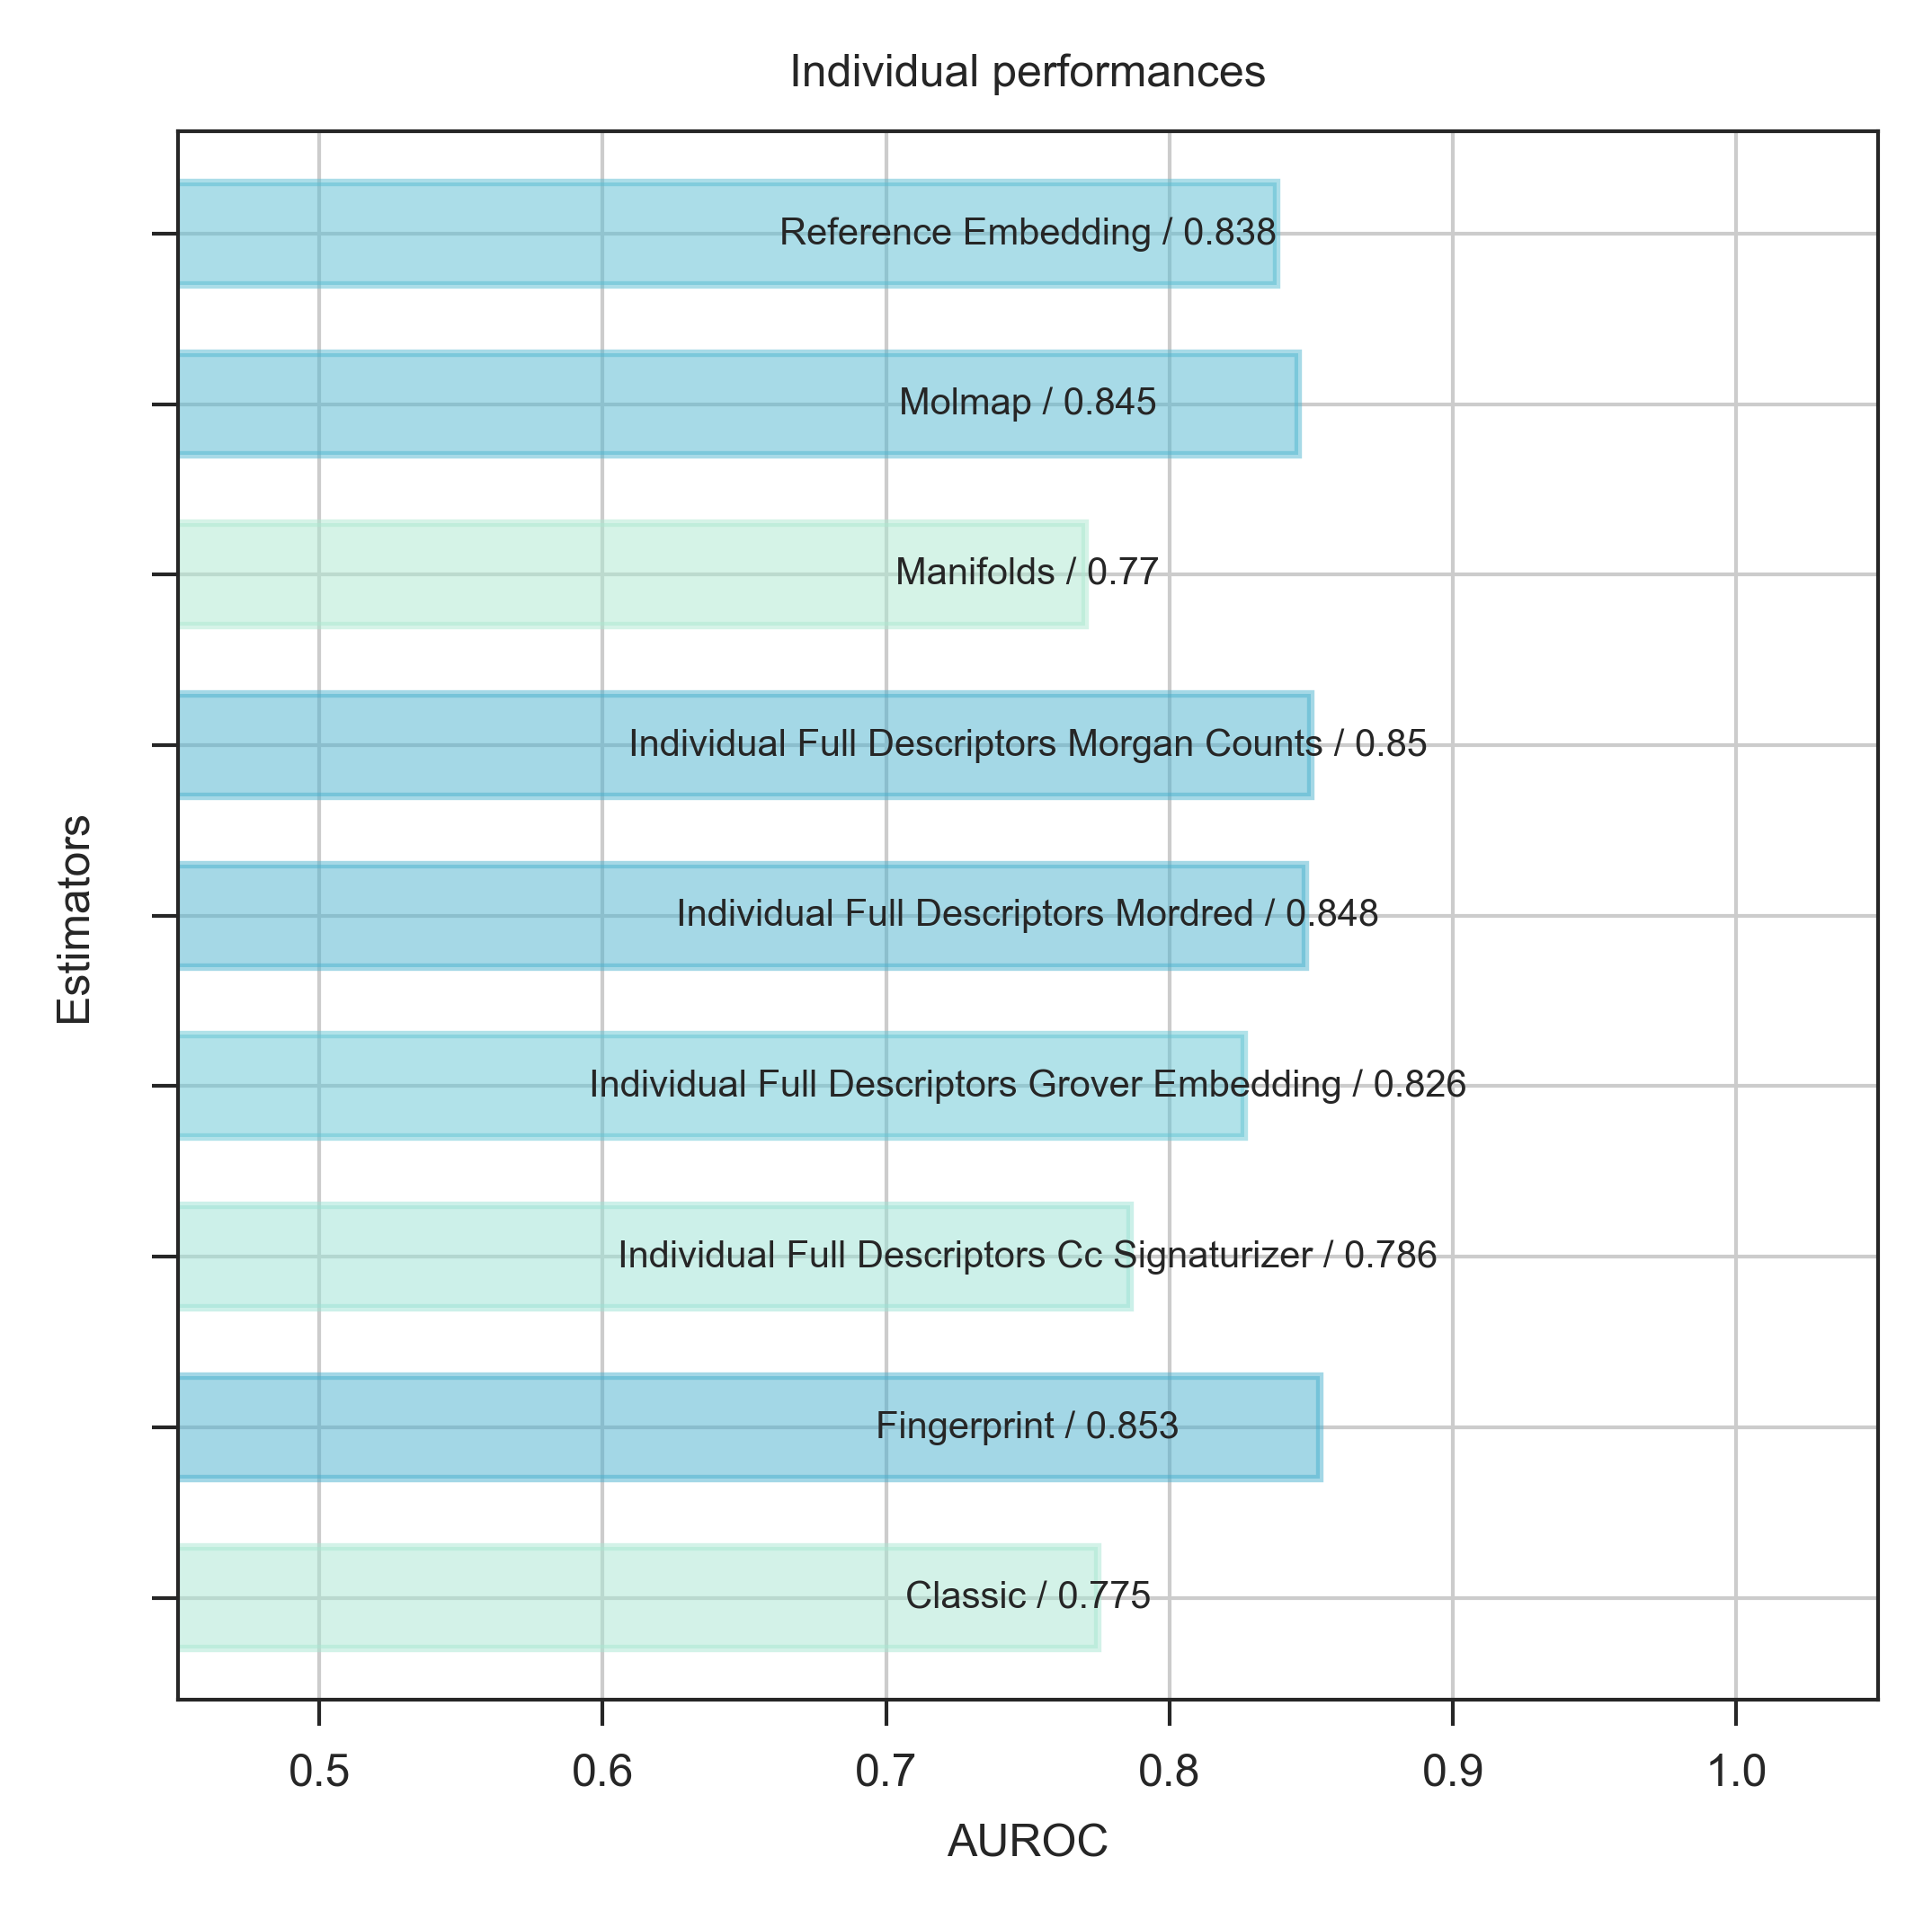 Individual performances
Reference Embedding / 0.838
Molmap / 0.845
Manifolds / 0.77
Individual Full Descriptors Morgan Counts / 0.85
Individual Full Descriptors Mordred / 0.848
Individual Full Descriptors Grover Embedding / 0.826
Individual Full Descriptors Cc Signaturizer / 0.786
Fingerprint / 0.853
Classic / 0.775
Estimators
0.5 0.6 0.7 0.8 0.9 1.0
AUROC